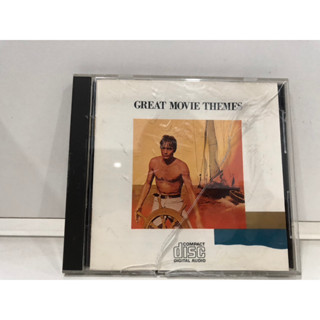 GREAT MOVIE THEMES
COMPACT
disc
DIGITAL AUDIO